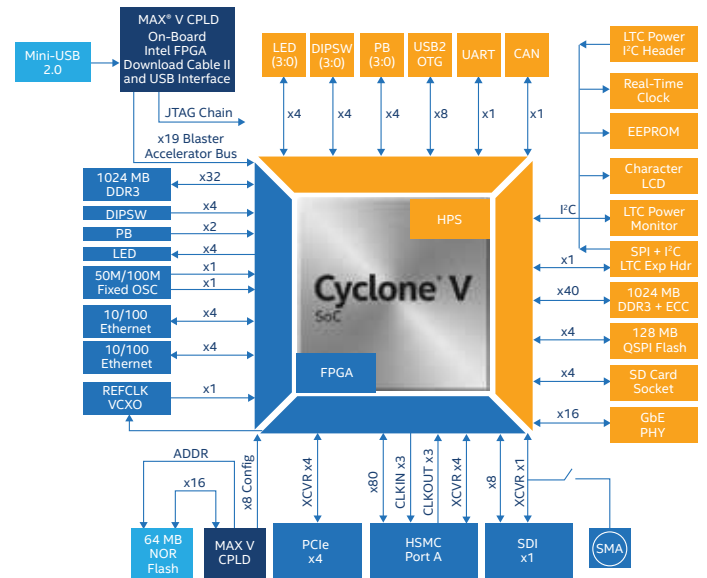 MAX® V CPLD
On-Board
Intel FPGA
Download Cable II
and USB Interface
Mini-USB
2.0
LED
(3:0)
DIPSW
(3:0)
PB
(3:0)
USB2
OTG
UART
CAN
LTC Power
I²C Header
Real-Time
Clock
EEPROM
Character
LCD
LTC Power
Monitor
SPI + I²C
LTC Exp Hdr
1024 MB
DDR3 + ECC
128 MB
QSPI Flash
SD Card
Socket
GbE
PHY
JTAG Chain
x19 Blaster
Accelerator Bus
x4
x4
x4
x8
x1
x1
1024 MB
DDR3
x32
DIPSW
x4
PB
x2
LED
x4
50M/100M
Fixed OSC
x1
x1
10/100
Ethernet
x4
10/100
Ethernet
x4
REFCLK
VCXO
x1
HPS
Cyclone® V
SoC
FPGA
I²C
x1
x40
x4
x4
x16
ADDR
x16
x8 Config
XCVR x4
x80
CLKIN x3
CLKOUT x3
XCVR x4
x8
XCVR x1
64 MB
NOR
Flash
MAX V
CPLD
PCIe
x4
HSMC
Port A
SDI
x1
SMA